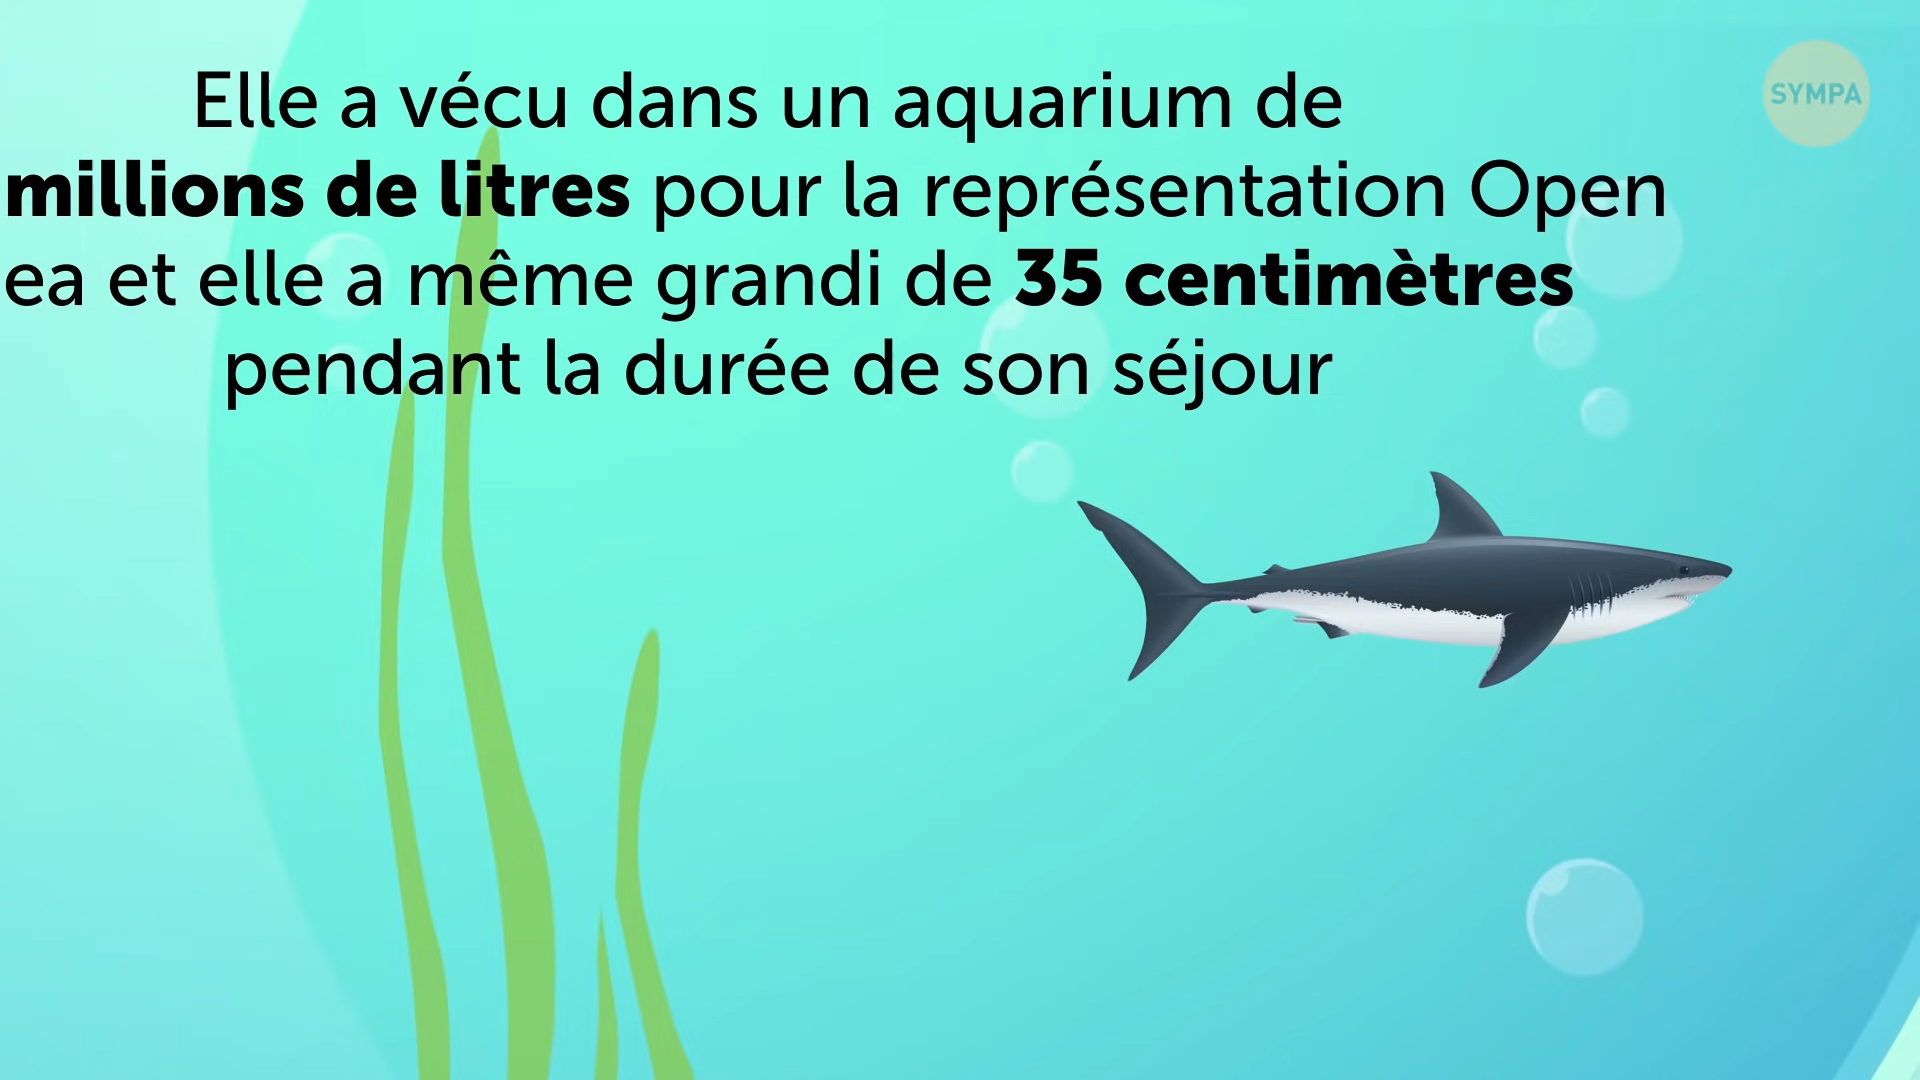 Elle a vécu dans un aquarium de
millions de litres pour la représentation Open
ea et elle a même grandi de 35 centimètres
pendant la durée de son séjour
SYMPA